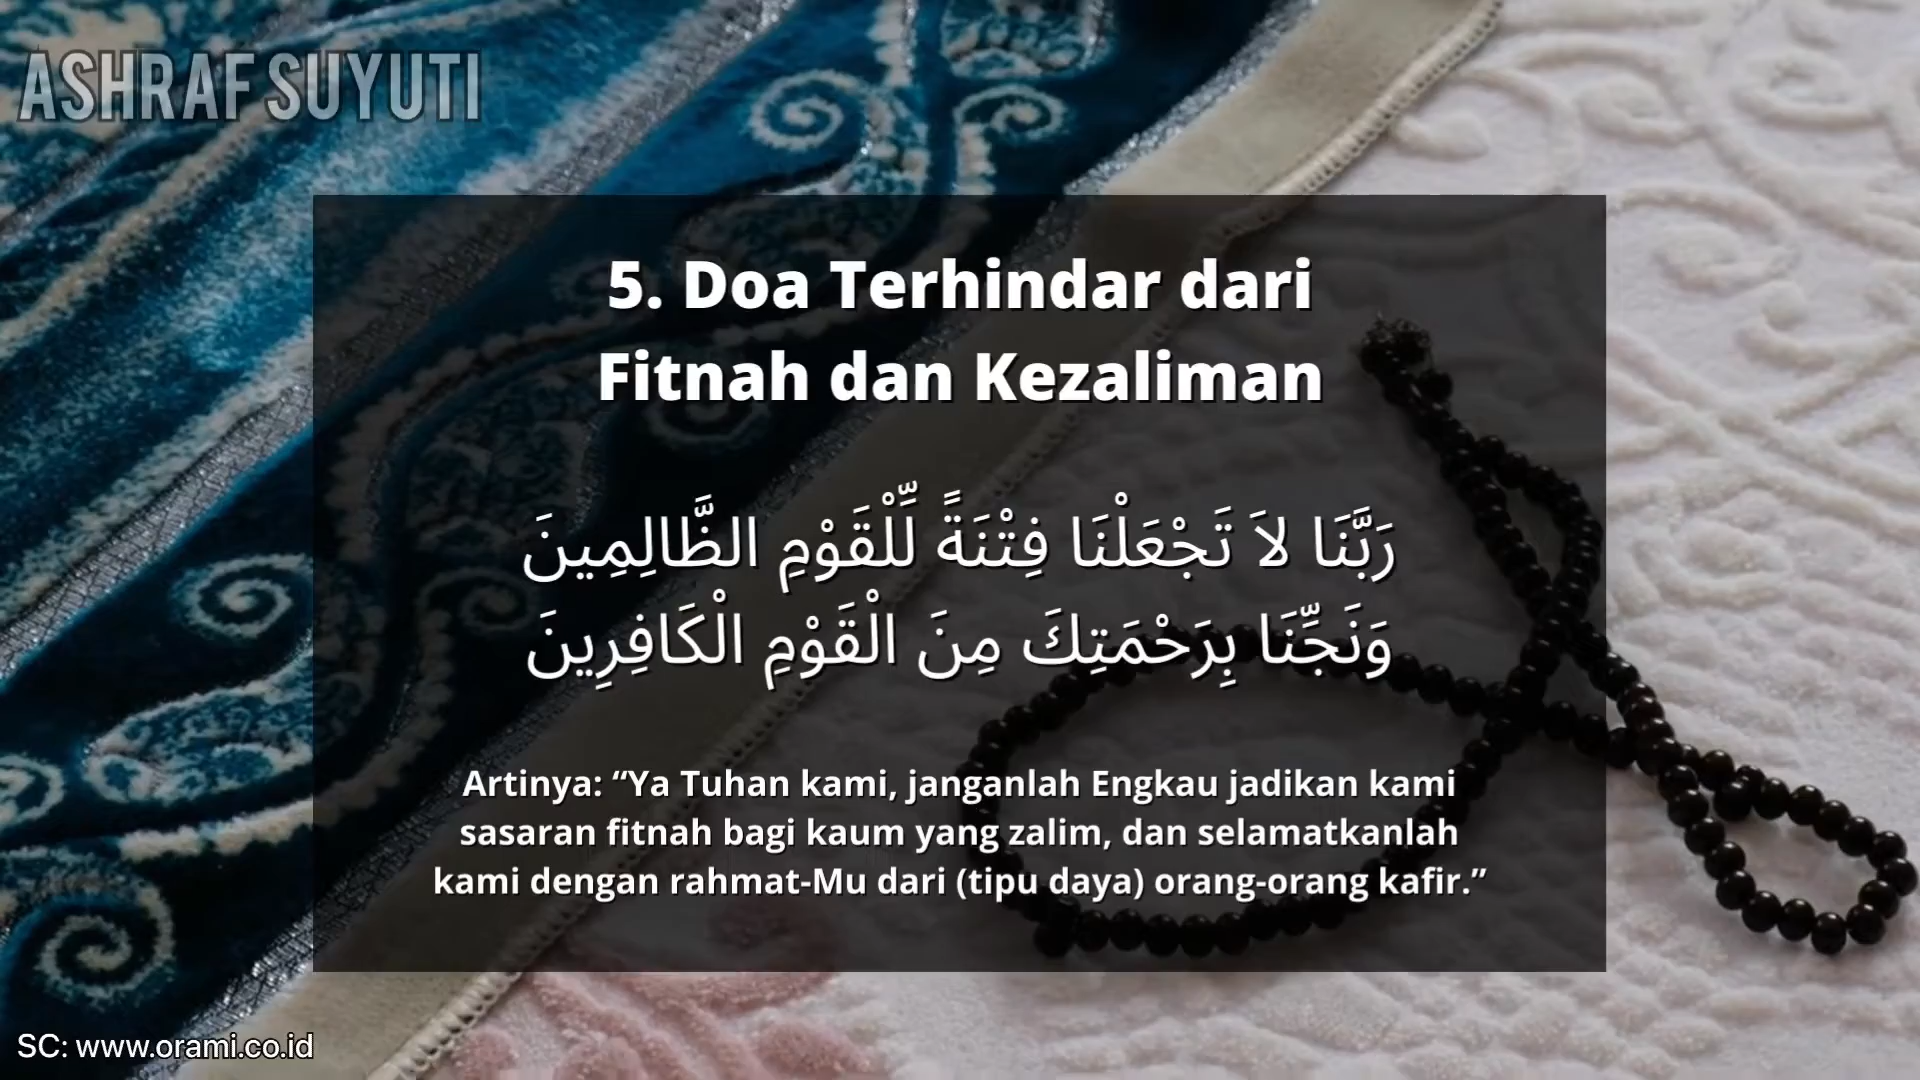 ASHRAF SUYUTI
5. Doa Terhindar dari
Fitnah dan Kezaliman
رَبَّنَا لاَ تَجْعَلْنَا فِتْنَةً لِّلْقَوْمِ الظَّالِمِينَ
وَنَجِّنَا بِرَحْمَتِكَ مِنَ الْقَوْمِ الْكَافِرِينَ
Artinya: “Ya Tuhan kami, janganlah Engkau jadikan kami
sasaran fitnah bagi kaum yang zalim, dan selamatkanlah
kami dengan rahmat-Mu dari (tipu daya) orang-orang kafir.”
SC: www.orami.co.id